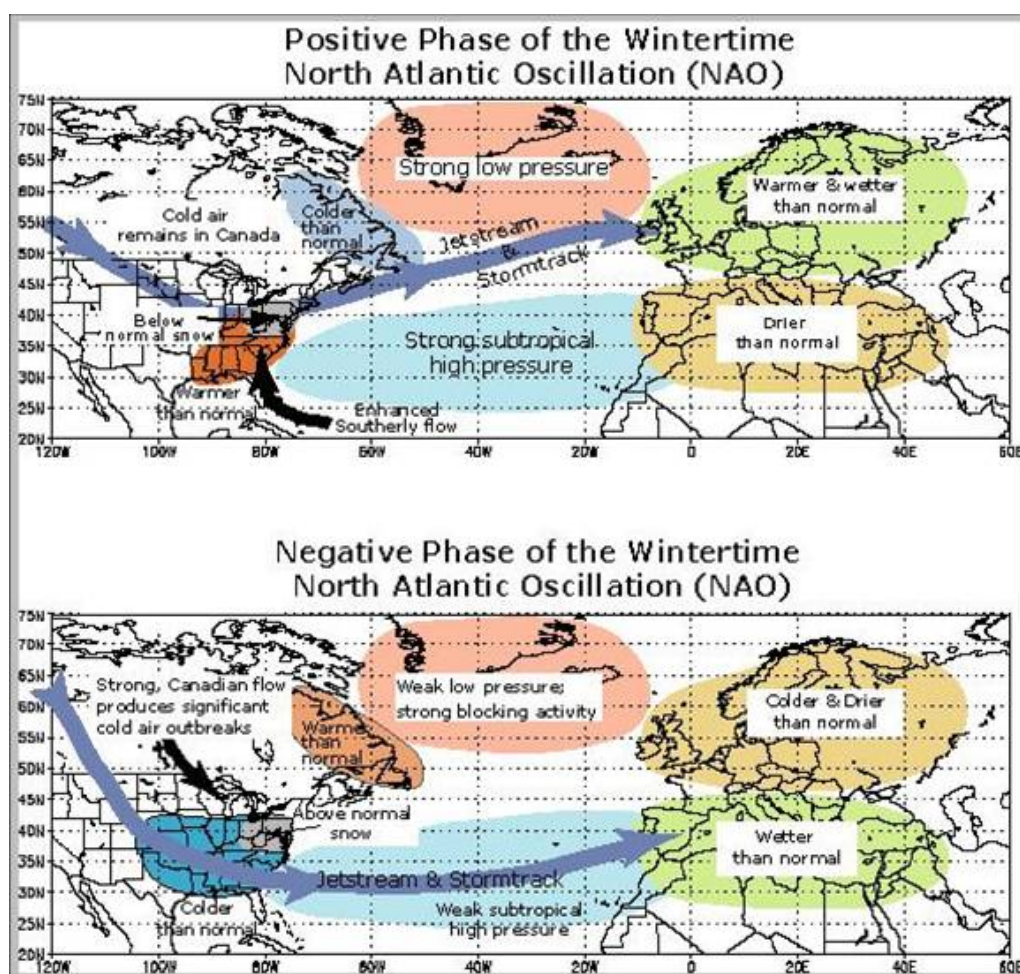 Positive Phase of the Wintertime
North Atlantic Oscillation (NAO)
75N
70N
65N
60N
55N
50N
45N
40N
35N
30N
25N
20N
120W
100W
80W
60W
40W
20W
0
20E
40E
60E
Strong low pressure
Warmer & wetter
than normal
Cold air
remains in Canada
Colder
than
normal
Jetstream
&
Stormtrack
Below
normal snow
Strong subtropical
high pressure
Drier
than normal
Warmer
than normal
Enhanced
Southerly flow
Negative Phase of the Wintertime
North Atlantic Oscillation (NAO)
75N
70N
65N
60N
55N
50N
45N
40N
35N
30N
25N
20N
120W
100W
80W
60W
40W
20W
0
20E
40E
60E
Strong, Canadian flow
produces significant
cold air outbreaks
Warmer
than
normal
Weak low pressure;
strong blocking activity
Colder & Drier
than normal
Above normal
snow
Wetter
than normal
Jetstream & Stormtrack
Colder
than normal
Weak subtropical
high pressure